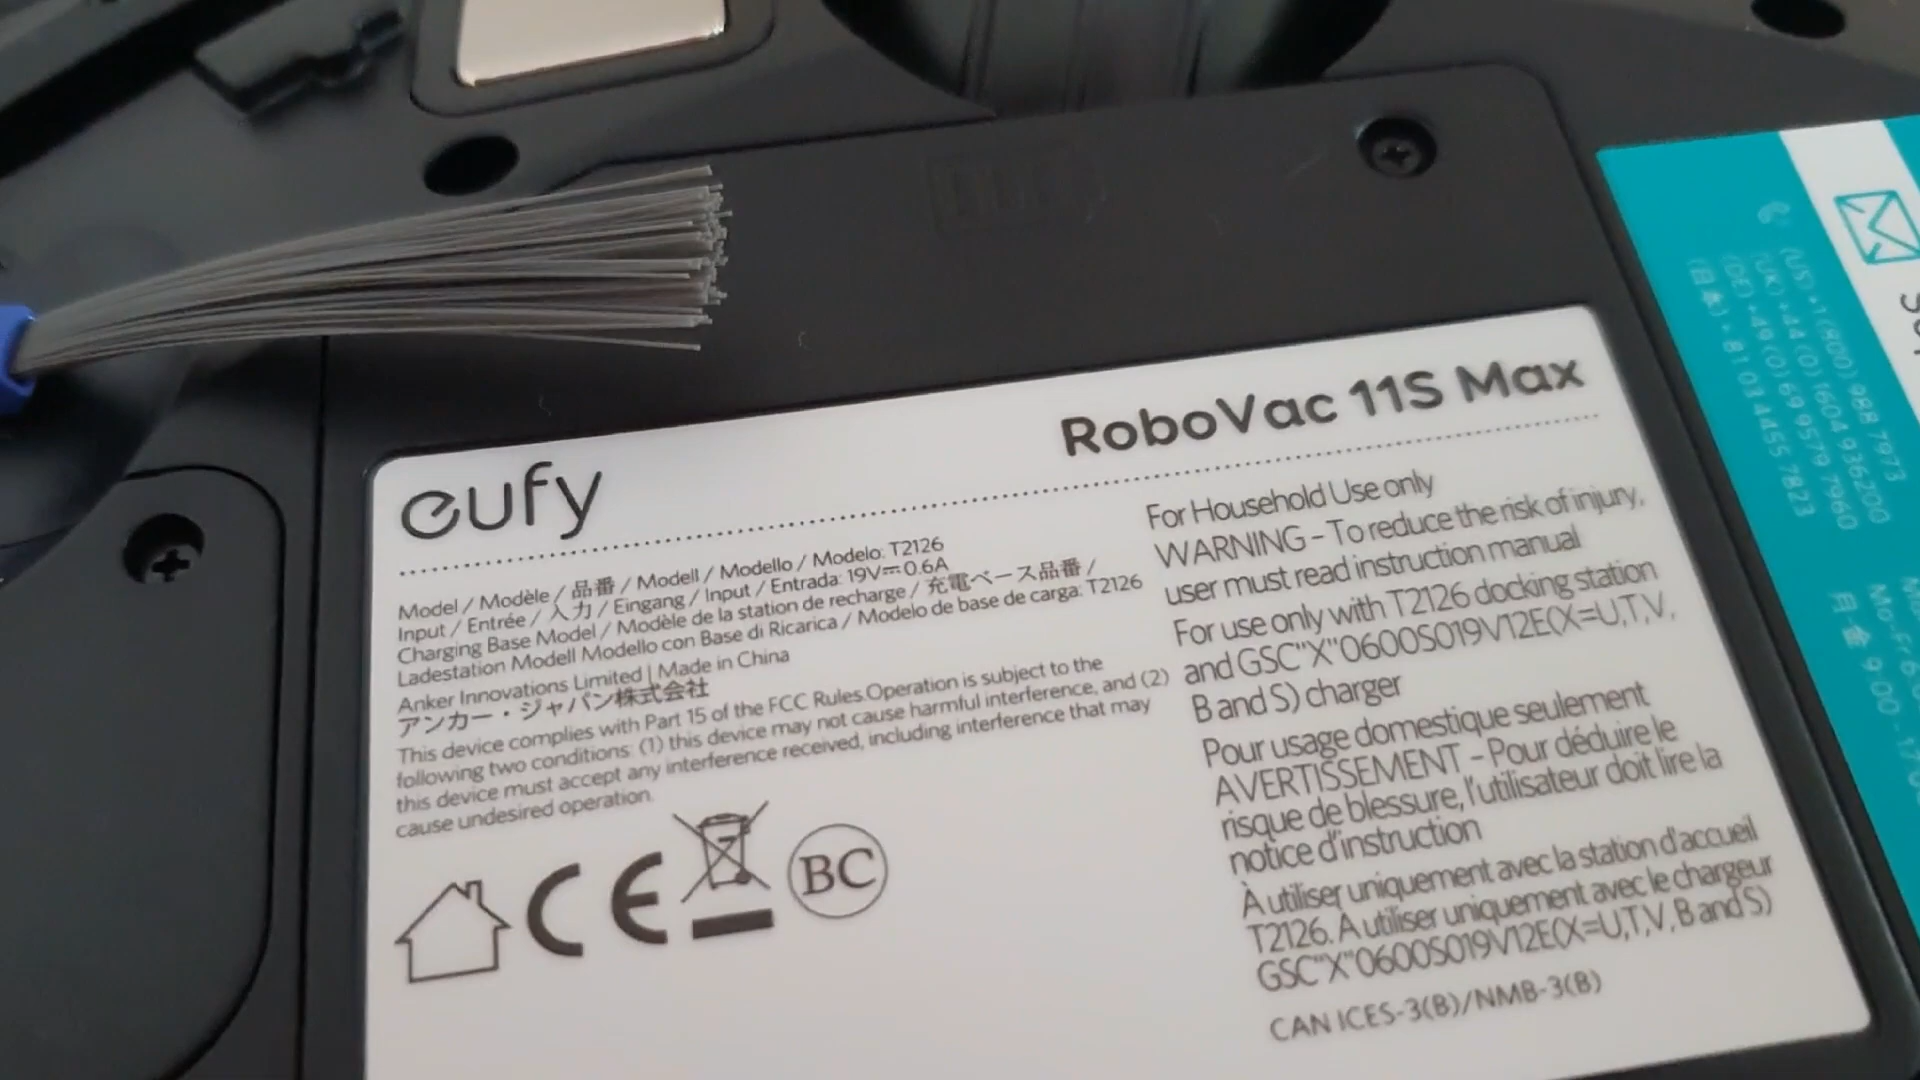 eufy
RoboVac 11S Max
Model / Modèle / 品番 / Modell / Modello / Modelo: T2126
Input / Entrée / 入力 / Eingang / Input / Entrada: 19V⎓0.6A
Charging Base Model / Modèle de la station de recharge / 充電ベース品番 /
Ladestation Modell Modello con Base di Ricarica / Modelo de base de carga: T2126
Anker Innovations Limited | Made in China
アンカー・ジャパン株式会社
This device complies with Part 15 of the FCC Rules.Operation is subject to the
following two conditions: (1) this device may not cause harmful interference, and (2)
this device must accept any interference received, including interference that may
cause undesired operation.
CE
BC
For Household Use only
WARNING – To reduce the risk of injury,
user must read instruction manual
For use only with T2126 docking station
and GSC"X"0600S019V12E(X=U,T,V,
B and S) charger
Pour usage domestique seulement
AVERTISSEMENT – Pour déduire le
risque de blessure, l'utilisateur doit lire la
notice d'instruction
À utiliser uniquement avec la station d'accueil
T2126. A utiliser uniquement avec le chargeur
GSC"X"0600S019V12E(X=U,T,V, B and S)
CAN ICES-3(B)/NMB-3(B)
(US) +1 (800) 988 7973
(UK) +44 (0) 1604 936200
(DE) +49 (0) 69 9579 7960
(日本) +81 03 4455 7823
月-金 9:00 -